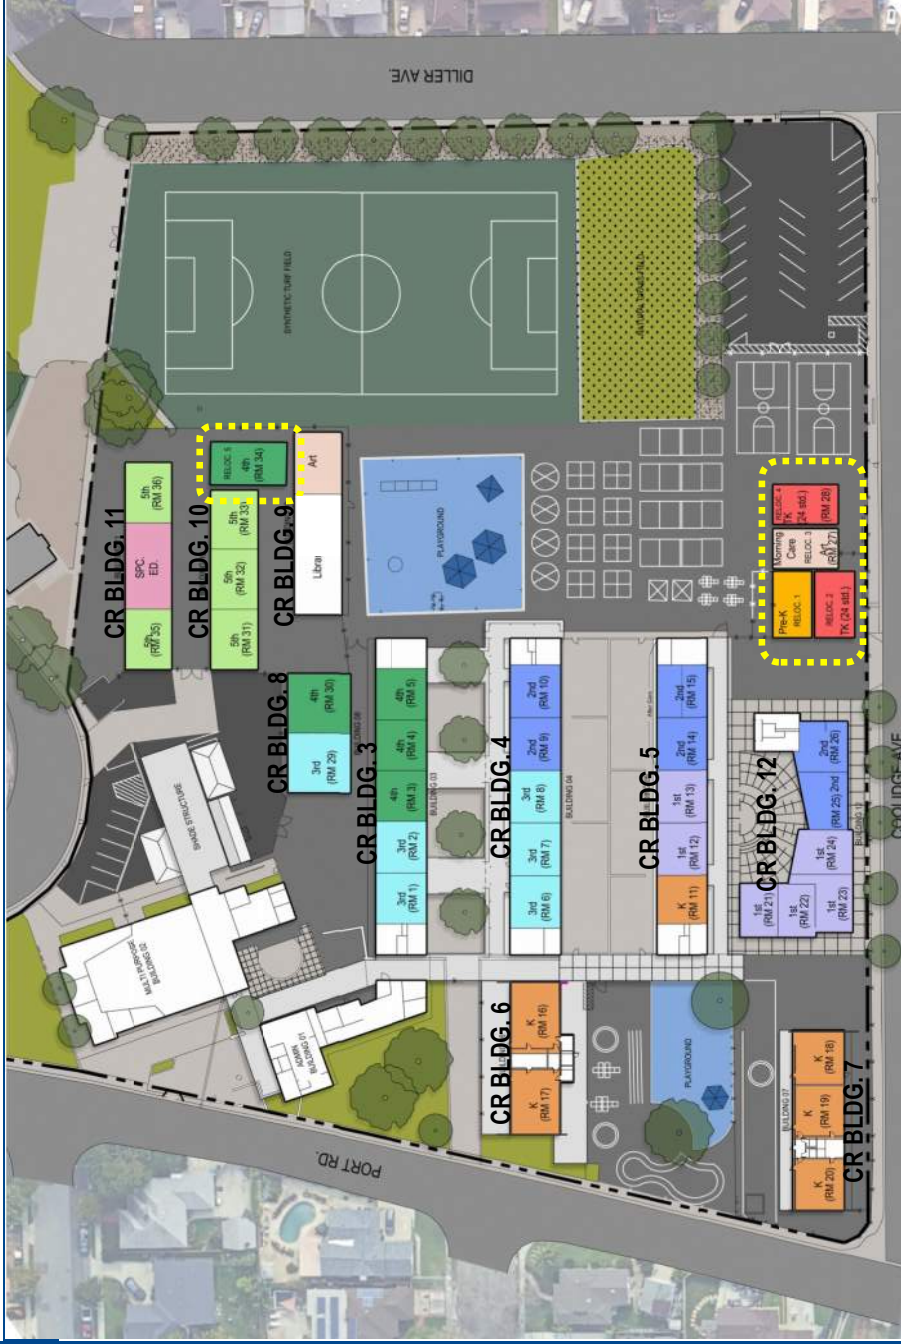 DILLER AVE.
SYNTHETIC TURF FIELD
CR BLDG. 11
5th
(RM 35)
SPC.
ED.
5th
(RM 36)
CR BLDG. 10
5th
(RM 31)
5th
(RM 32)
5th
(RM 33)
RELOC. 5
4th
(RM 34)
CR BLDG. 9
Librar
Art
PLAYGROUND
CR BLDG. 8
3rd
(RM 29)
4th
(RM 30)
CR BLDG. 3
3rd
(RM 1)
3rd
(RM 2)
4th
(RM 3)
4th
(RM 4)
4th
(RM 5)
BUILDING 03
CR BLDG. 4
3rd
(RM 6)
3rd
(RM 7)
3rd
(RM 8)
2nd
(RM 9)
2nd
(RM 10)
BUILDING 04
CR BLDG. 5
K
(RM 11)
1st
(RM 12)
1st
(RM 13)
2nd
(RM 14)
2nd
(RM 15)
CR BLDG. 12
1st
(RM 21)
1st
(RM 22)
1st
(RM 23)
1st
(RM 24)
2nd
(RM 25)
2nd
(RM 26)
Pre-K
RELOC. 1
RELOC. 2
TK (24 std.)
Morning
Care
RELOC. 3
Art
(RM 27)
RELOC. 4
TK
(24 std.)
(RM 28)
COOLIDGE AVE
SHADE STRUCTURE
MULTI PURPOSE
BUILDING 02
ADMIN
BUILDING 01
CR BLDG. 6
K
(RM 17)
K
(RM 16)
PLAYGROUND
BUILDING 07
CR BLDG. 7
K
(RM 20)
K
(RM 19)
K
(RM 18)
PORT RD.